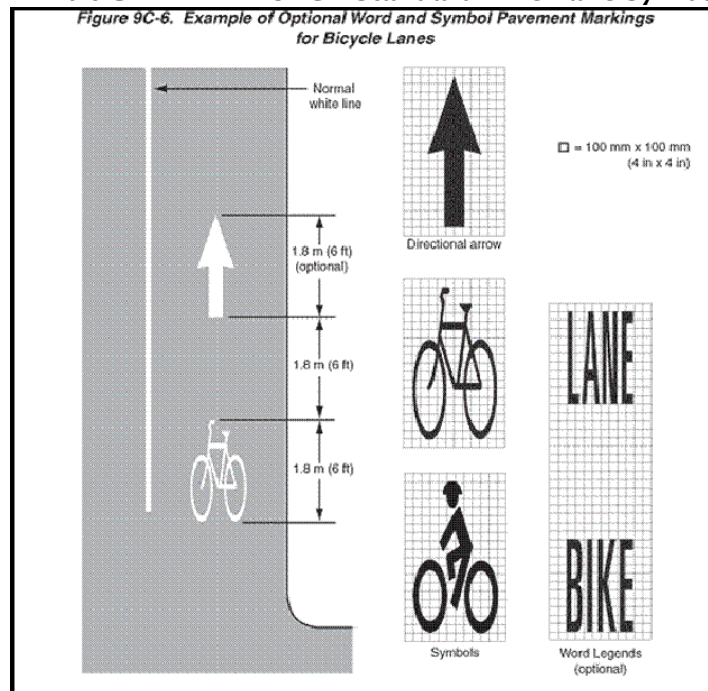 Figure 9C-6. Example of Optional Word and Symbol Pavement Markings
for Bicycle Lanes
Normal
white line
1.8 m (6 ft)
(optional)
1.8 m (6 ft)
1.8 m (6 ft)
Directional arrow
Symbols
= 100 mm x 100 mm
(4 in x 4 in)
LANE
BIKE
Word Legends
(optional)